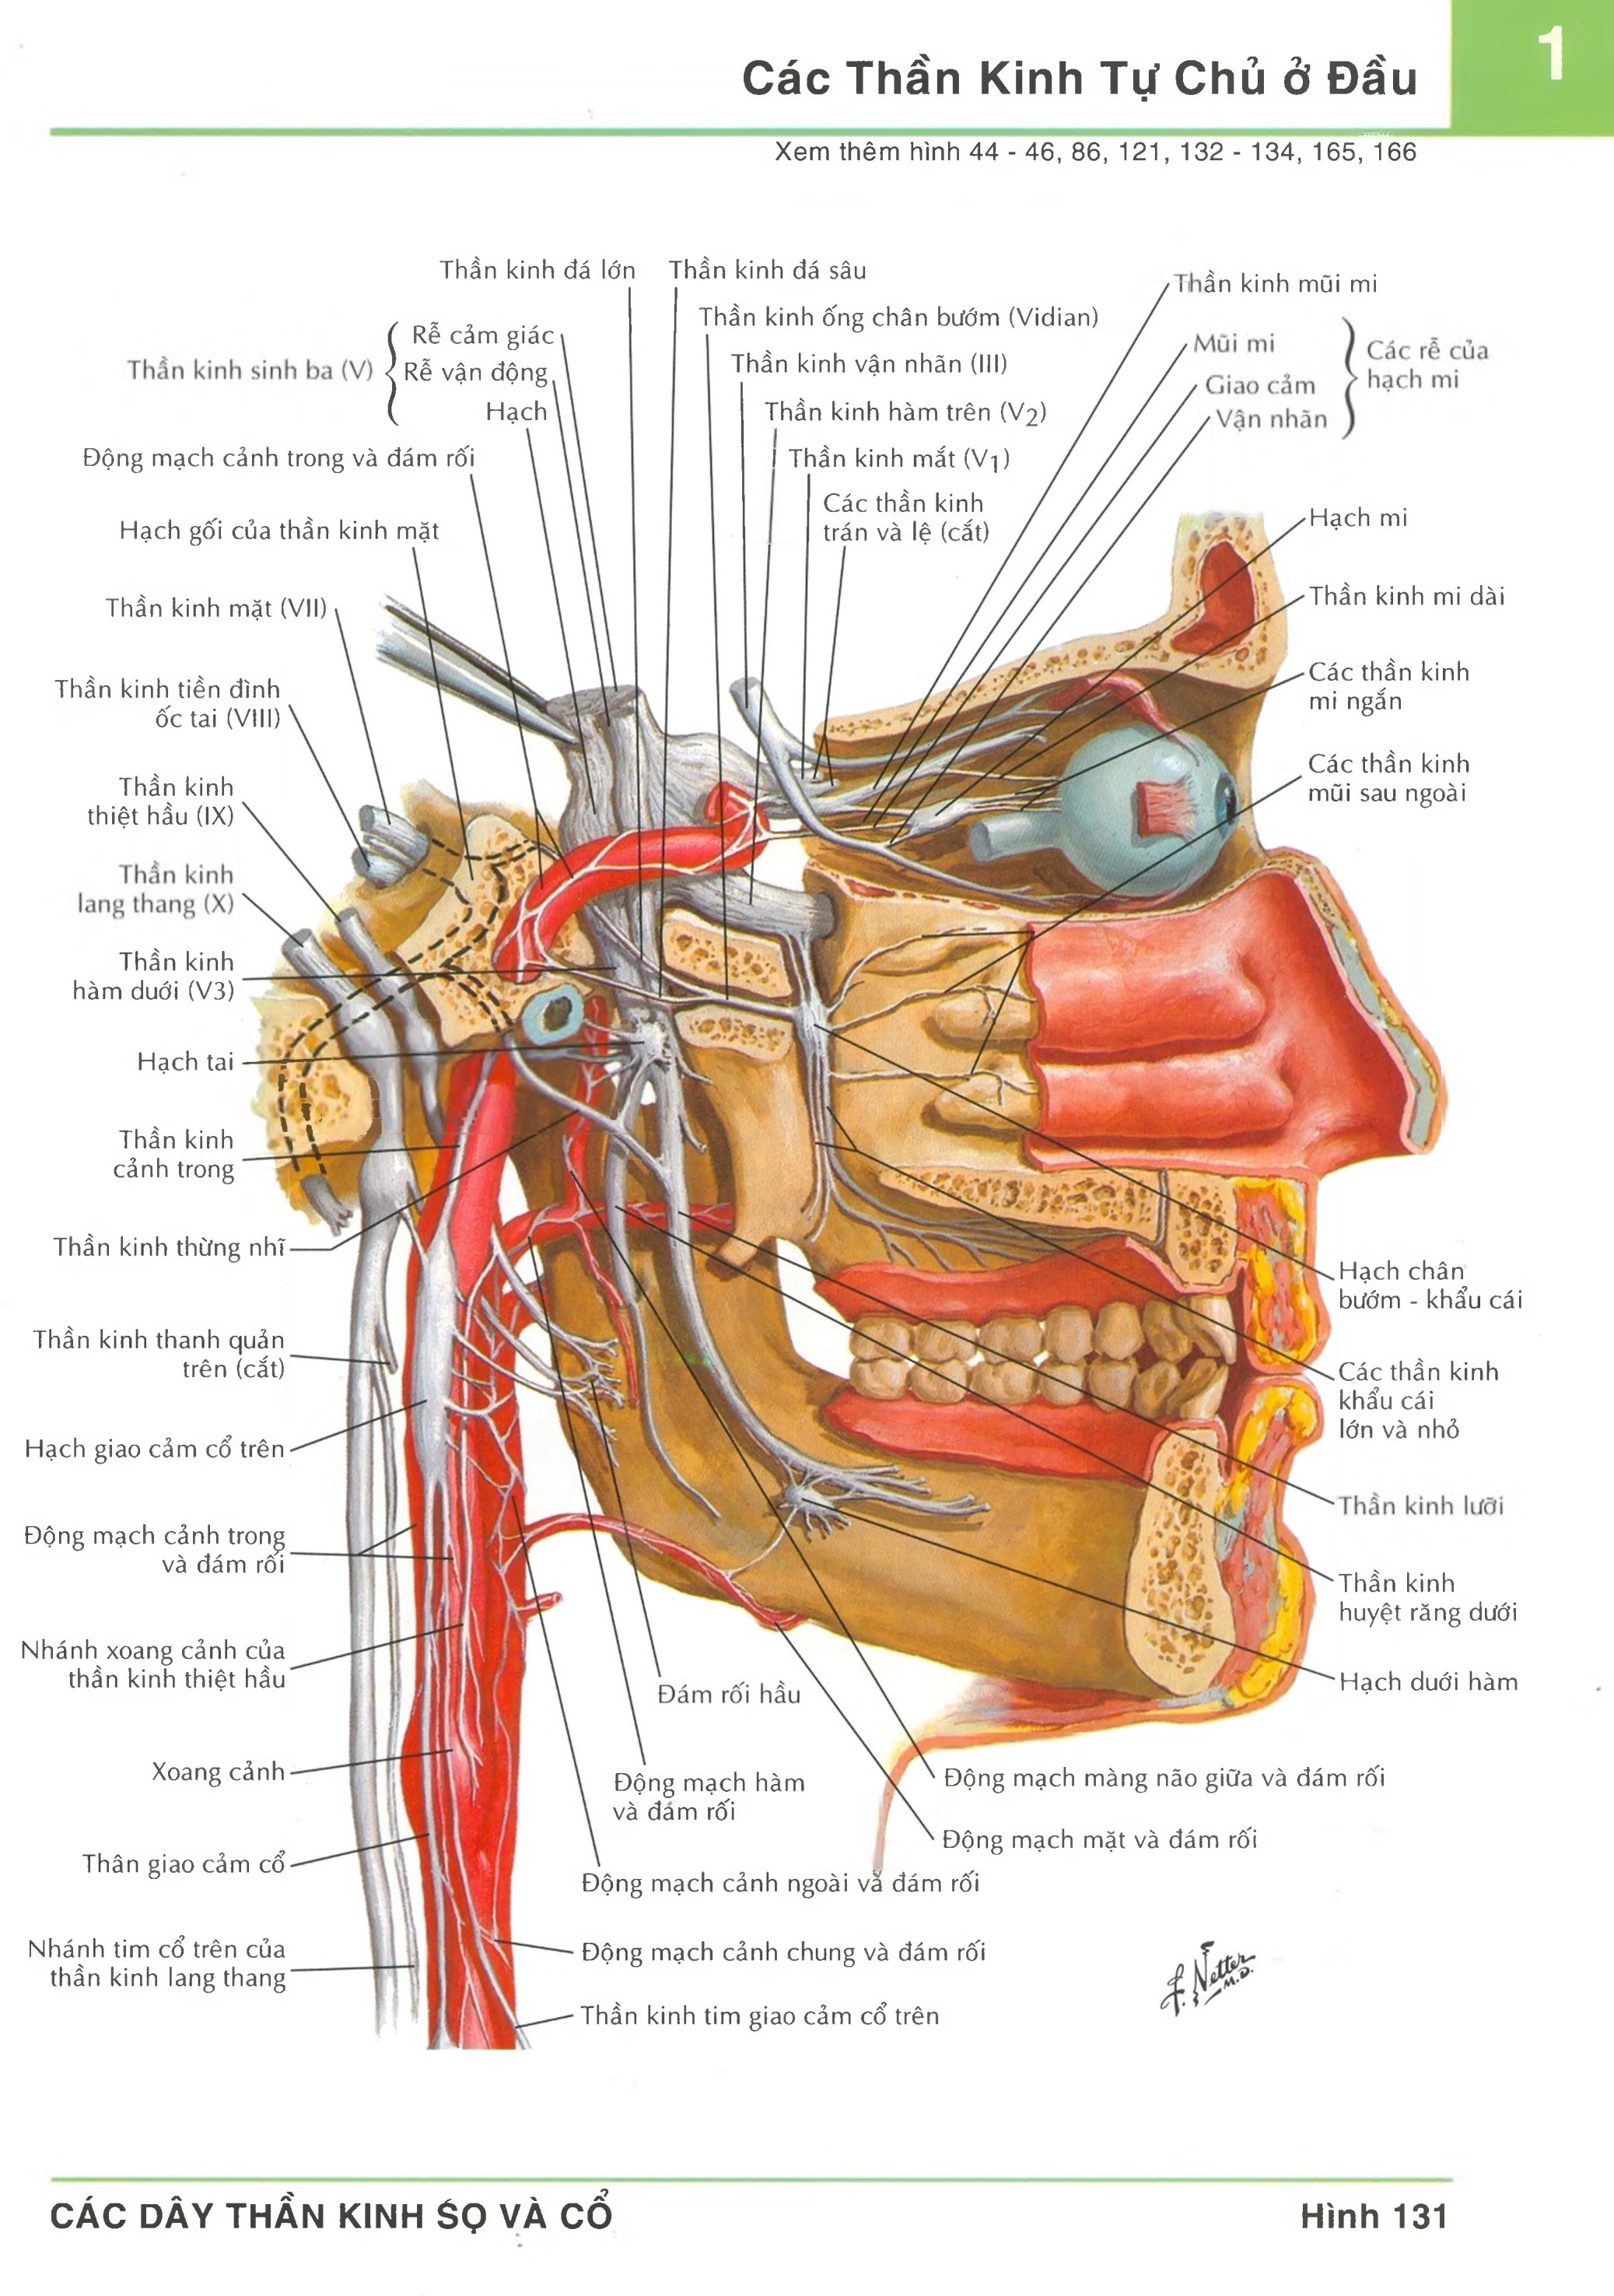 1
Các Thần Kinh Tự Chủ ở Đầu
Xem thêm hình 44 - 46, 86, 121, 132 - 134, 165, 166
Thần kinh đá lớn
Thần kinh đá sâu
Thần kinh ống chân bướm (Vidian)
Thần kinh vận nhãn (III)
Thần kinh hàm trên (V2)
Thần kinh mắt (V1)
Các thần kinh
trán và lệ (cắt)
Thần kinh sinh ba (V)
Rễ cảm giác
Rễ vận động
Hạch
Động mạch cảnh trong và đám rối
Hạch gối của thần kinh mặt
Thần kinh mặt (VII)
Thần kinh tiền đình
ốc tai (VIII)
Thần kinh
thiệt hầu (IX)
Thần kinh
lang thang (X)
Thần kinh
hàm dưới (V3)
Hạch tai
Thần kinh
cảnh trong
Thần kinh thừng nhĩ
Thần kinh thanh quản
trên (cắt)
Hạch giao cảm cổ trên
Động mạch cảnh trong
và đám rối
Nhánh xoang cảnh của
thần kinh thiệt hầu
Xoang cảnh
Thân giao cảm cổ
Nhánh tim cổ trên của
thần kinh lang thang
Thần kinh mũi mi
Mũi mi
Giao cảm
Vận nhãn
Các rễ của
hạch mi
Hạch mi
Thần kinh mi dài
Các thần kinh
mi ngắn
Các thần kinh
mũi sau ngoài
Hạch chân
bướm - khẩu cái
Các thần kinh
khẩu cái
lớn và nhỏ
Thần kinh lưỡi
Thần kinh
huyệt răng dưới
Hạch dưới hàm
Đám rối hầu
Động mạch hàm
và đám rối
Động mạch màng não giữa và đám rối
Động mạch mặt và đám rối
Động mạch cảnh ngoài và đám rối
Động mạch cảnh chung và đám rối
Thần kinh tim giao cảm cổ trên
F. Netter
M.D.
CÁC DÂY THẦN KINH SỌ VÀ CỔ
Hình 131